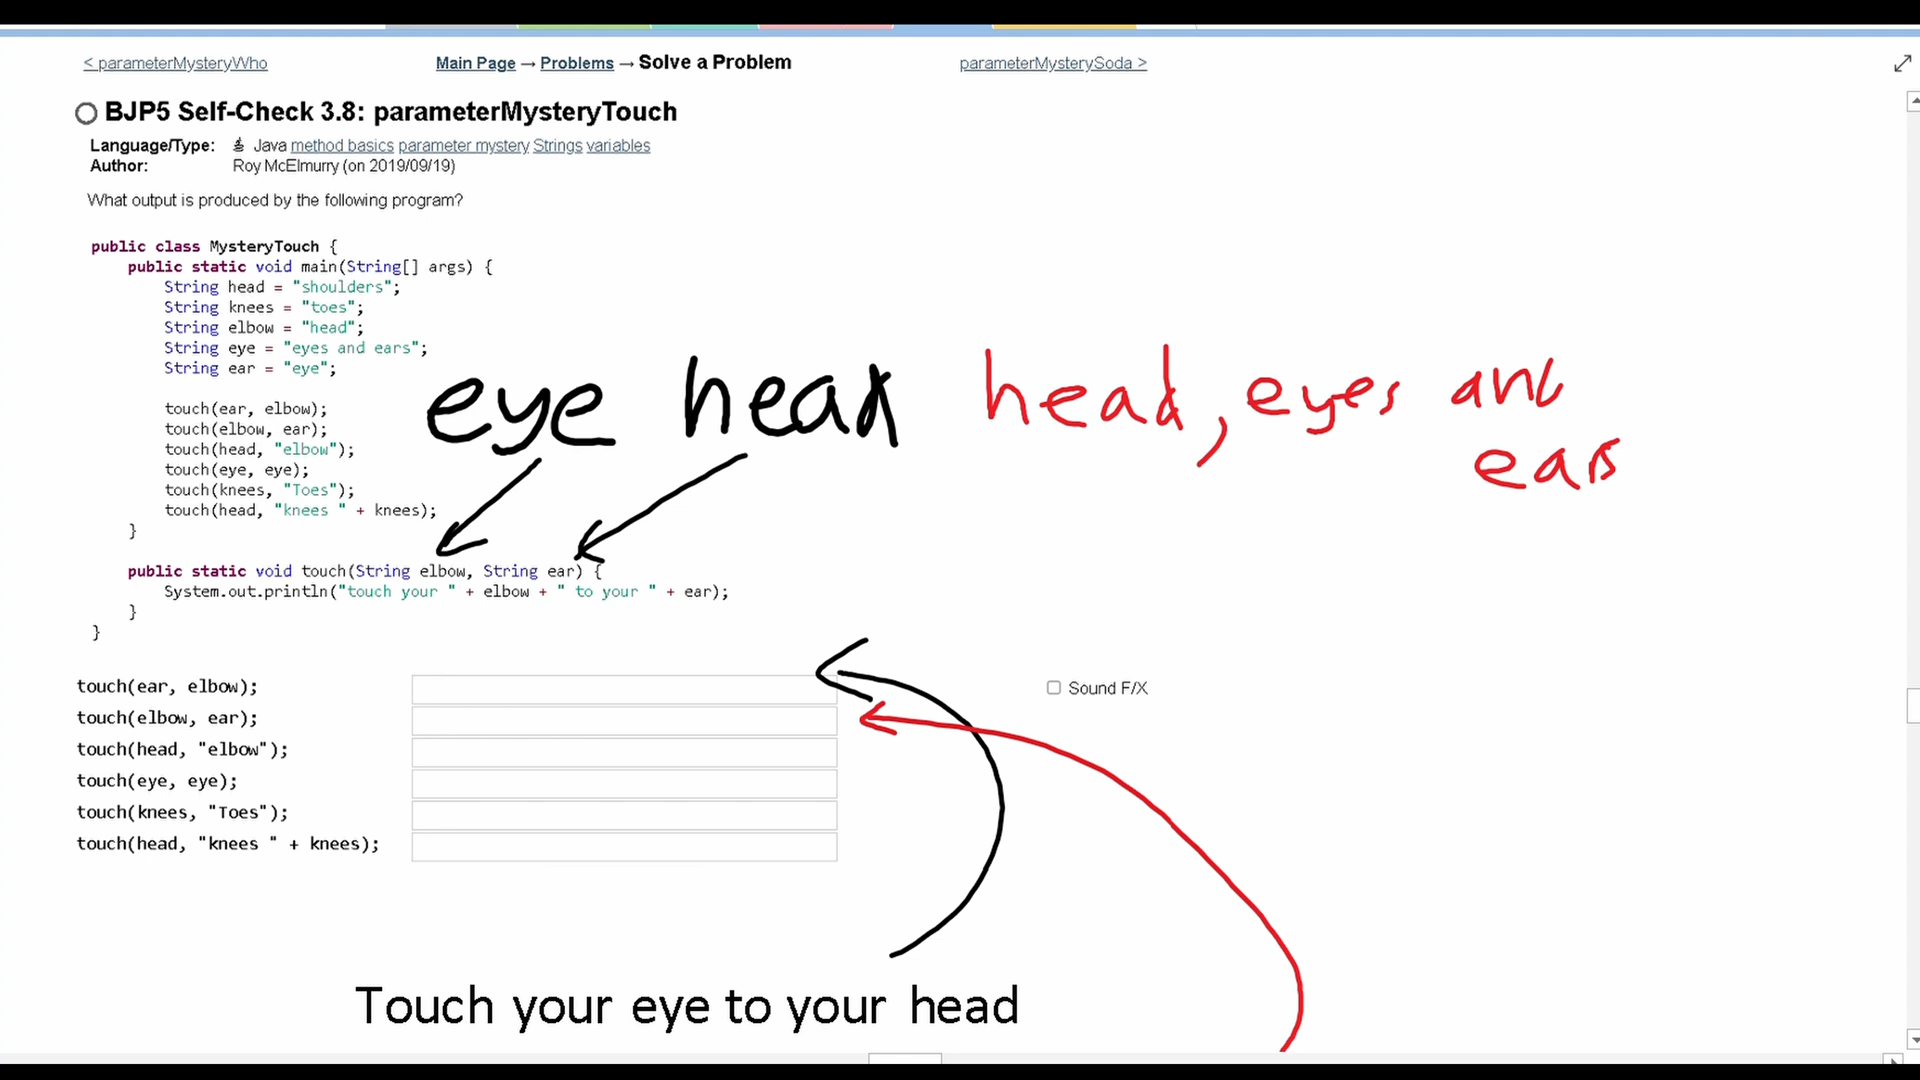 < parameterMysteryWho Main Page → Problems → Solve a Problem parameterMysterySoda >
BJP5 Self-Check 3.8: parameterMysteryTouch
Language/Type: Java method basics parameter mystery Strings variables
Author: Roy McElmurry (on 2019/09/19)
What output is produced by the following program?
public class MysteryTouch {
public static void main(String[] args) {
String head = "shoulders";
String knees = "toes";
String elbow = "head";
String eye = "eyes and ears";
String ear = "eye";
touch(ear, elbow);
touch(elbow, ear);
touch(head, "elbow");
touch(eye, eye);
touch(knees, "Toes");
touch(head, "knees " + knees);
}
eye head head, eyes and
ears
public static void touch(String elbow, String ear) {
System.out.println("touch your " + elbow + " to your " + ear);
}
}
touch(ear, elbow);
touch(elbow, ear);
touch(head, "elbow");
touch(eye, eye);
touch(knees, "Toes");
touch(head, "knees " + knees);
Sound F/X
Touch your eye to your head